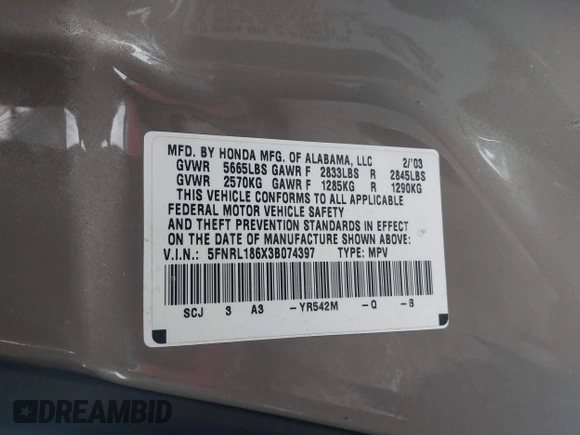 MFD. BY HONDA MFG. OF ALABAMA, LLC 2/'03
GVWR 5665LBS GAWR F 2833LBS R 2845LBS
GVWR 2570KG GAWR F 1285KG R 1290KG
THIS VEHICLE CONFORMS TO ALL APPLICABLE
FEDERAL MOTOR VEHICLE SAFETY
AND THEFT PREVENTION STANDARDS IN EFFECT
ON THE DATE OF MANUFACTURE SHOWN ABOVE:
V.I.N.: 5FNRL186X3B074397 TYPE: MPV
SCJ 3 A3 -YR542M -Q -B
DREAMBID